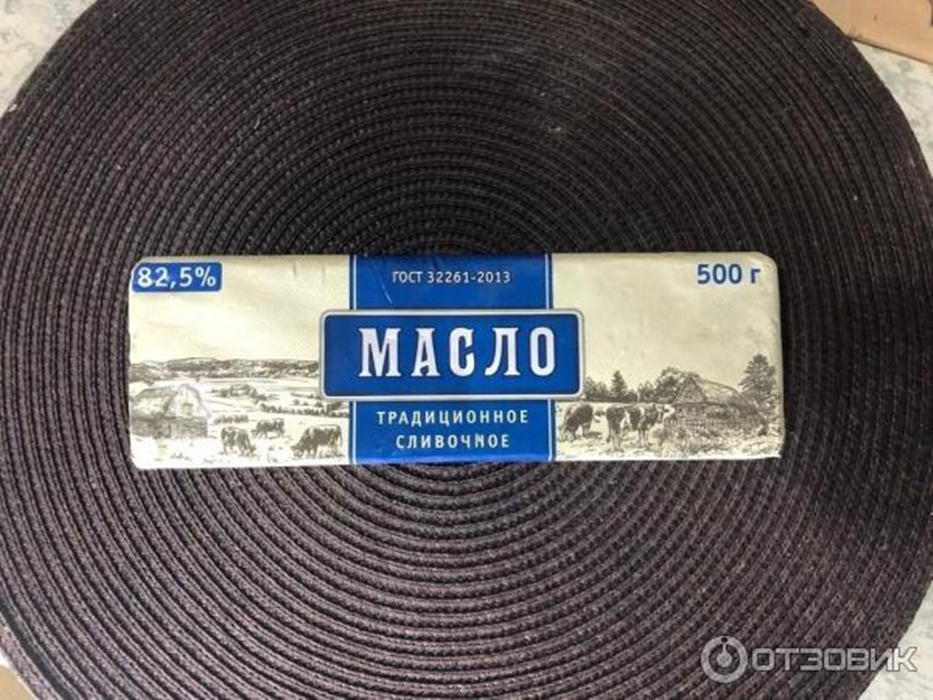 82,5%
ГОСТ 32261-2013
500 г
МАСЛО
ТРАДИЦИОННОЕ
СЛИВОЧНОЕ
ОТЗОВИК